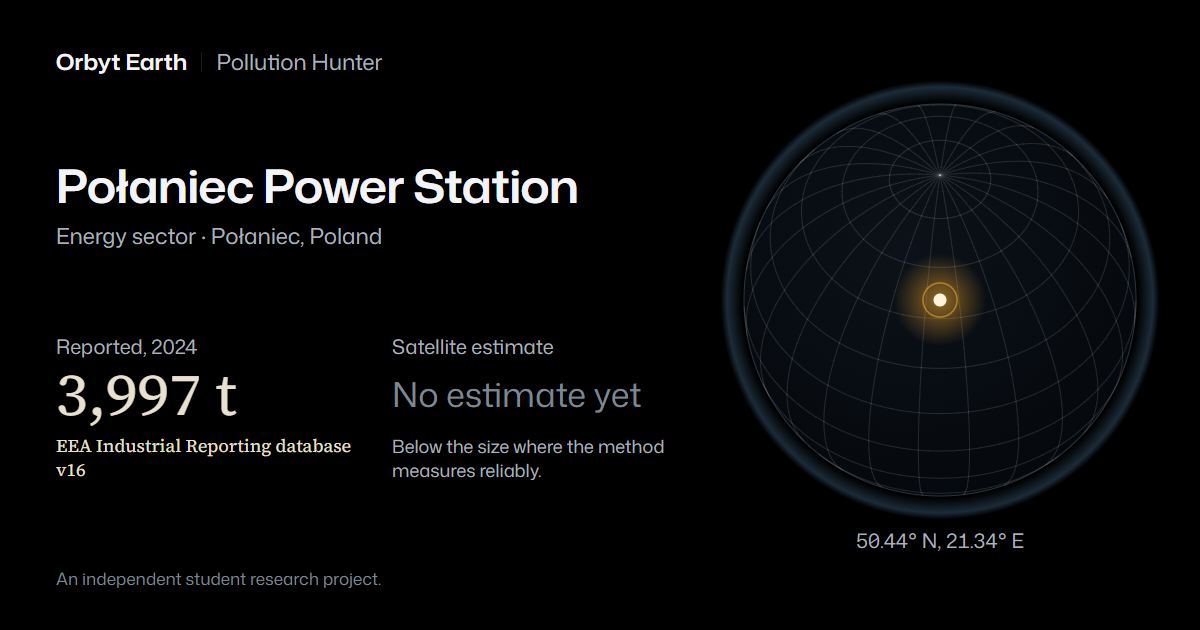 Orbyt Earth | Pollution Hunter
Połaniec Power Station
Energy sector · Połaniec, Poland
Reported, 2024
3,997 t
EEA Industrial Reporting database
v16
Satellite estimate
No estimate yet
Below the size where the method
measures reliably.
50.44° N, 21.34° E
An independent student research project.